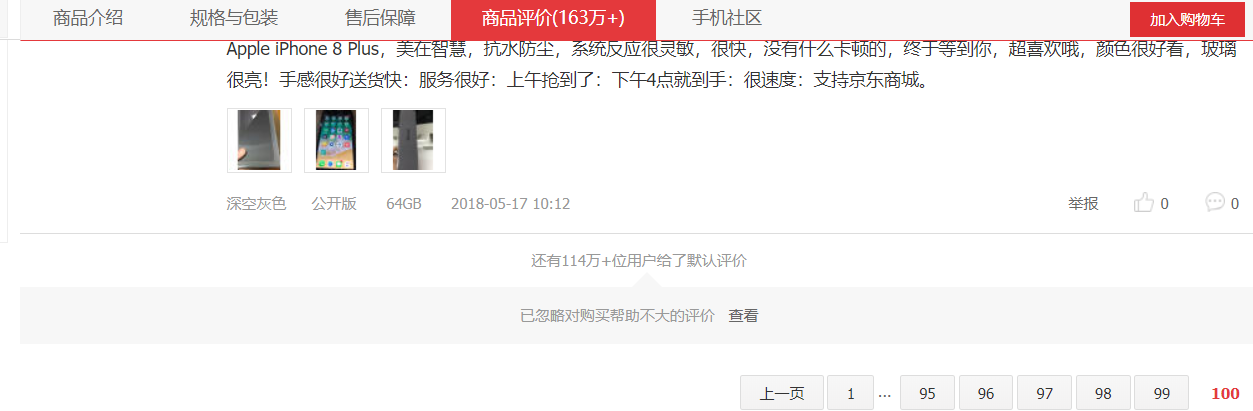 商品介绍 规格与包装 售后保障 商品评价(163万+) 手机社区 加入购物车
Apple iPhone 8 Plus，美在智慧，抗水防尘，系统反应很灵敏，很快，没有什么卡顿的，终于等到你，超喜欢哦，颜色很好看，玻璃
很亮！手感很好送货快：服务很好：上午抢到了：下午4点就到手：很速度：支持京东商城。
深空灰色 公开版 64GB 2018-05-17 10:12 举报 0 0
还有114万+位用户给了默认评价
已忽略对购买帮助不大的评价 查看
上一页 1 ... 95 96 97 98 99 100